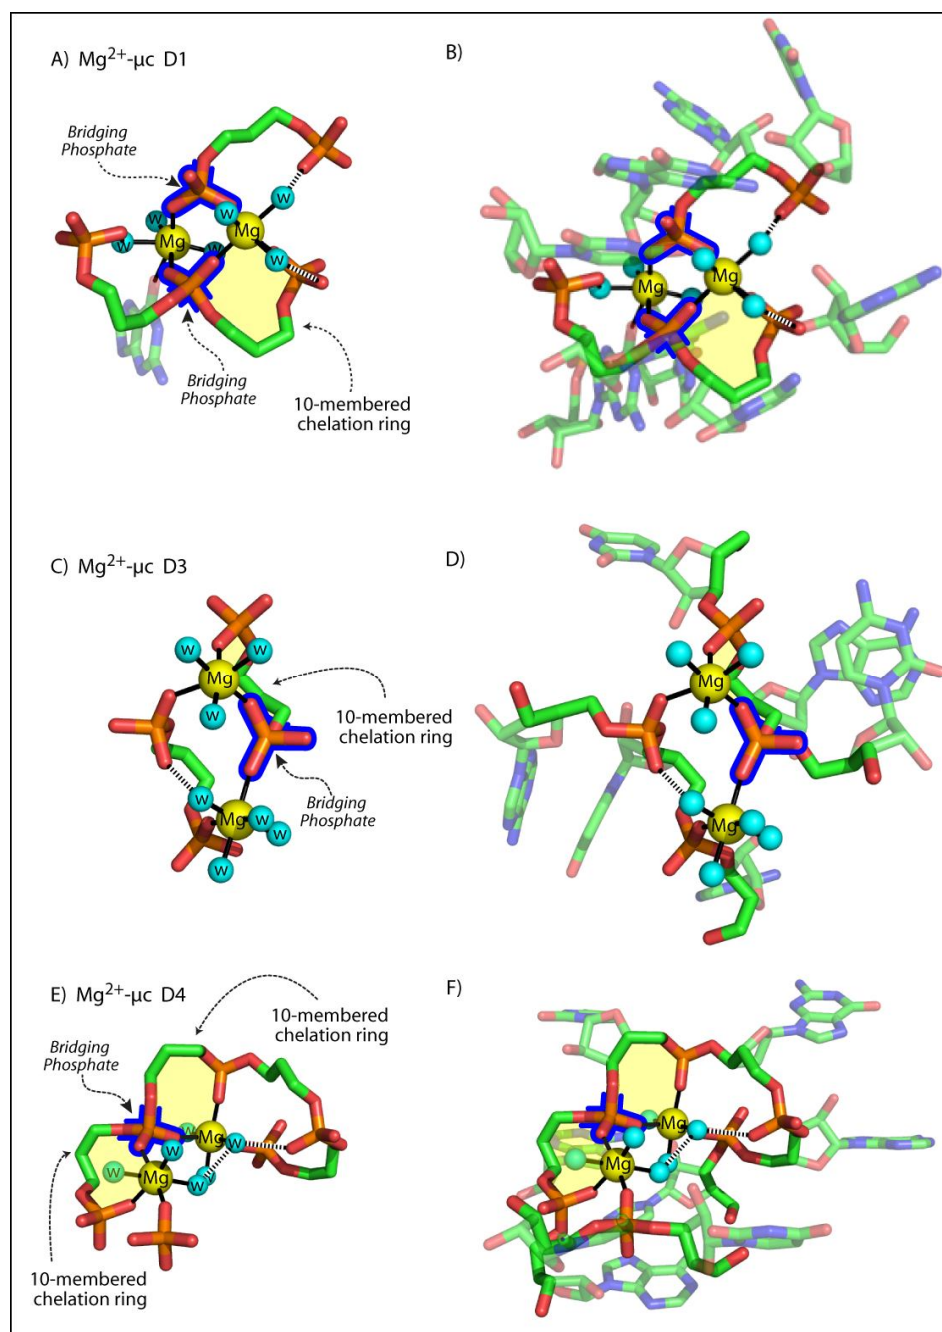 A) Mg2+-μc D1
B)
Bridging
Phosphate
W
W
Mg
W
W
Mg
W
W
Bridging
Phosphate
10-membered
chelation ring
Mg
Mg
C) Mg2+-μc D3
D)
W
W
Mg
W
10-membered
chelation ring
W
Mg
W
W
W
Bridging
Phosphate
Mg
Mg
E) Mg2+-μc D4
F)
10-membered
chelation ring
Bridging
Phosphate
W
Mg
W
W
W
Mg
W
W
10-membered
chelation ring
Mg
Mg